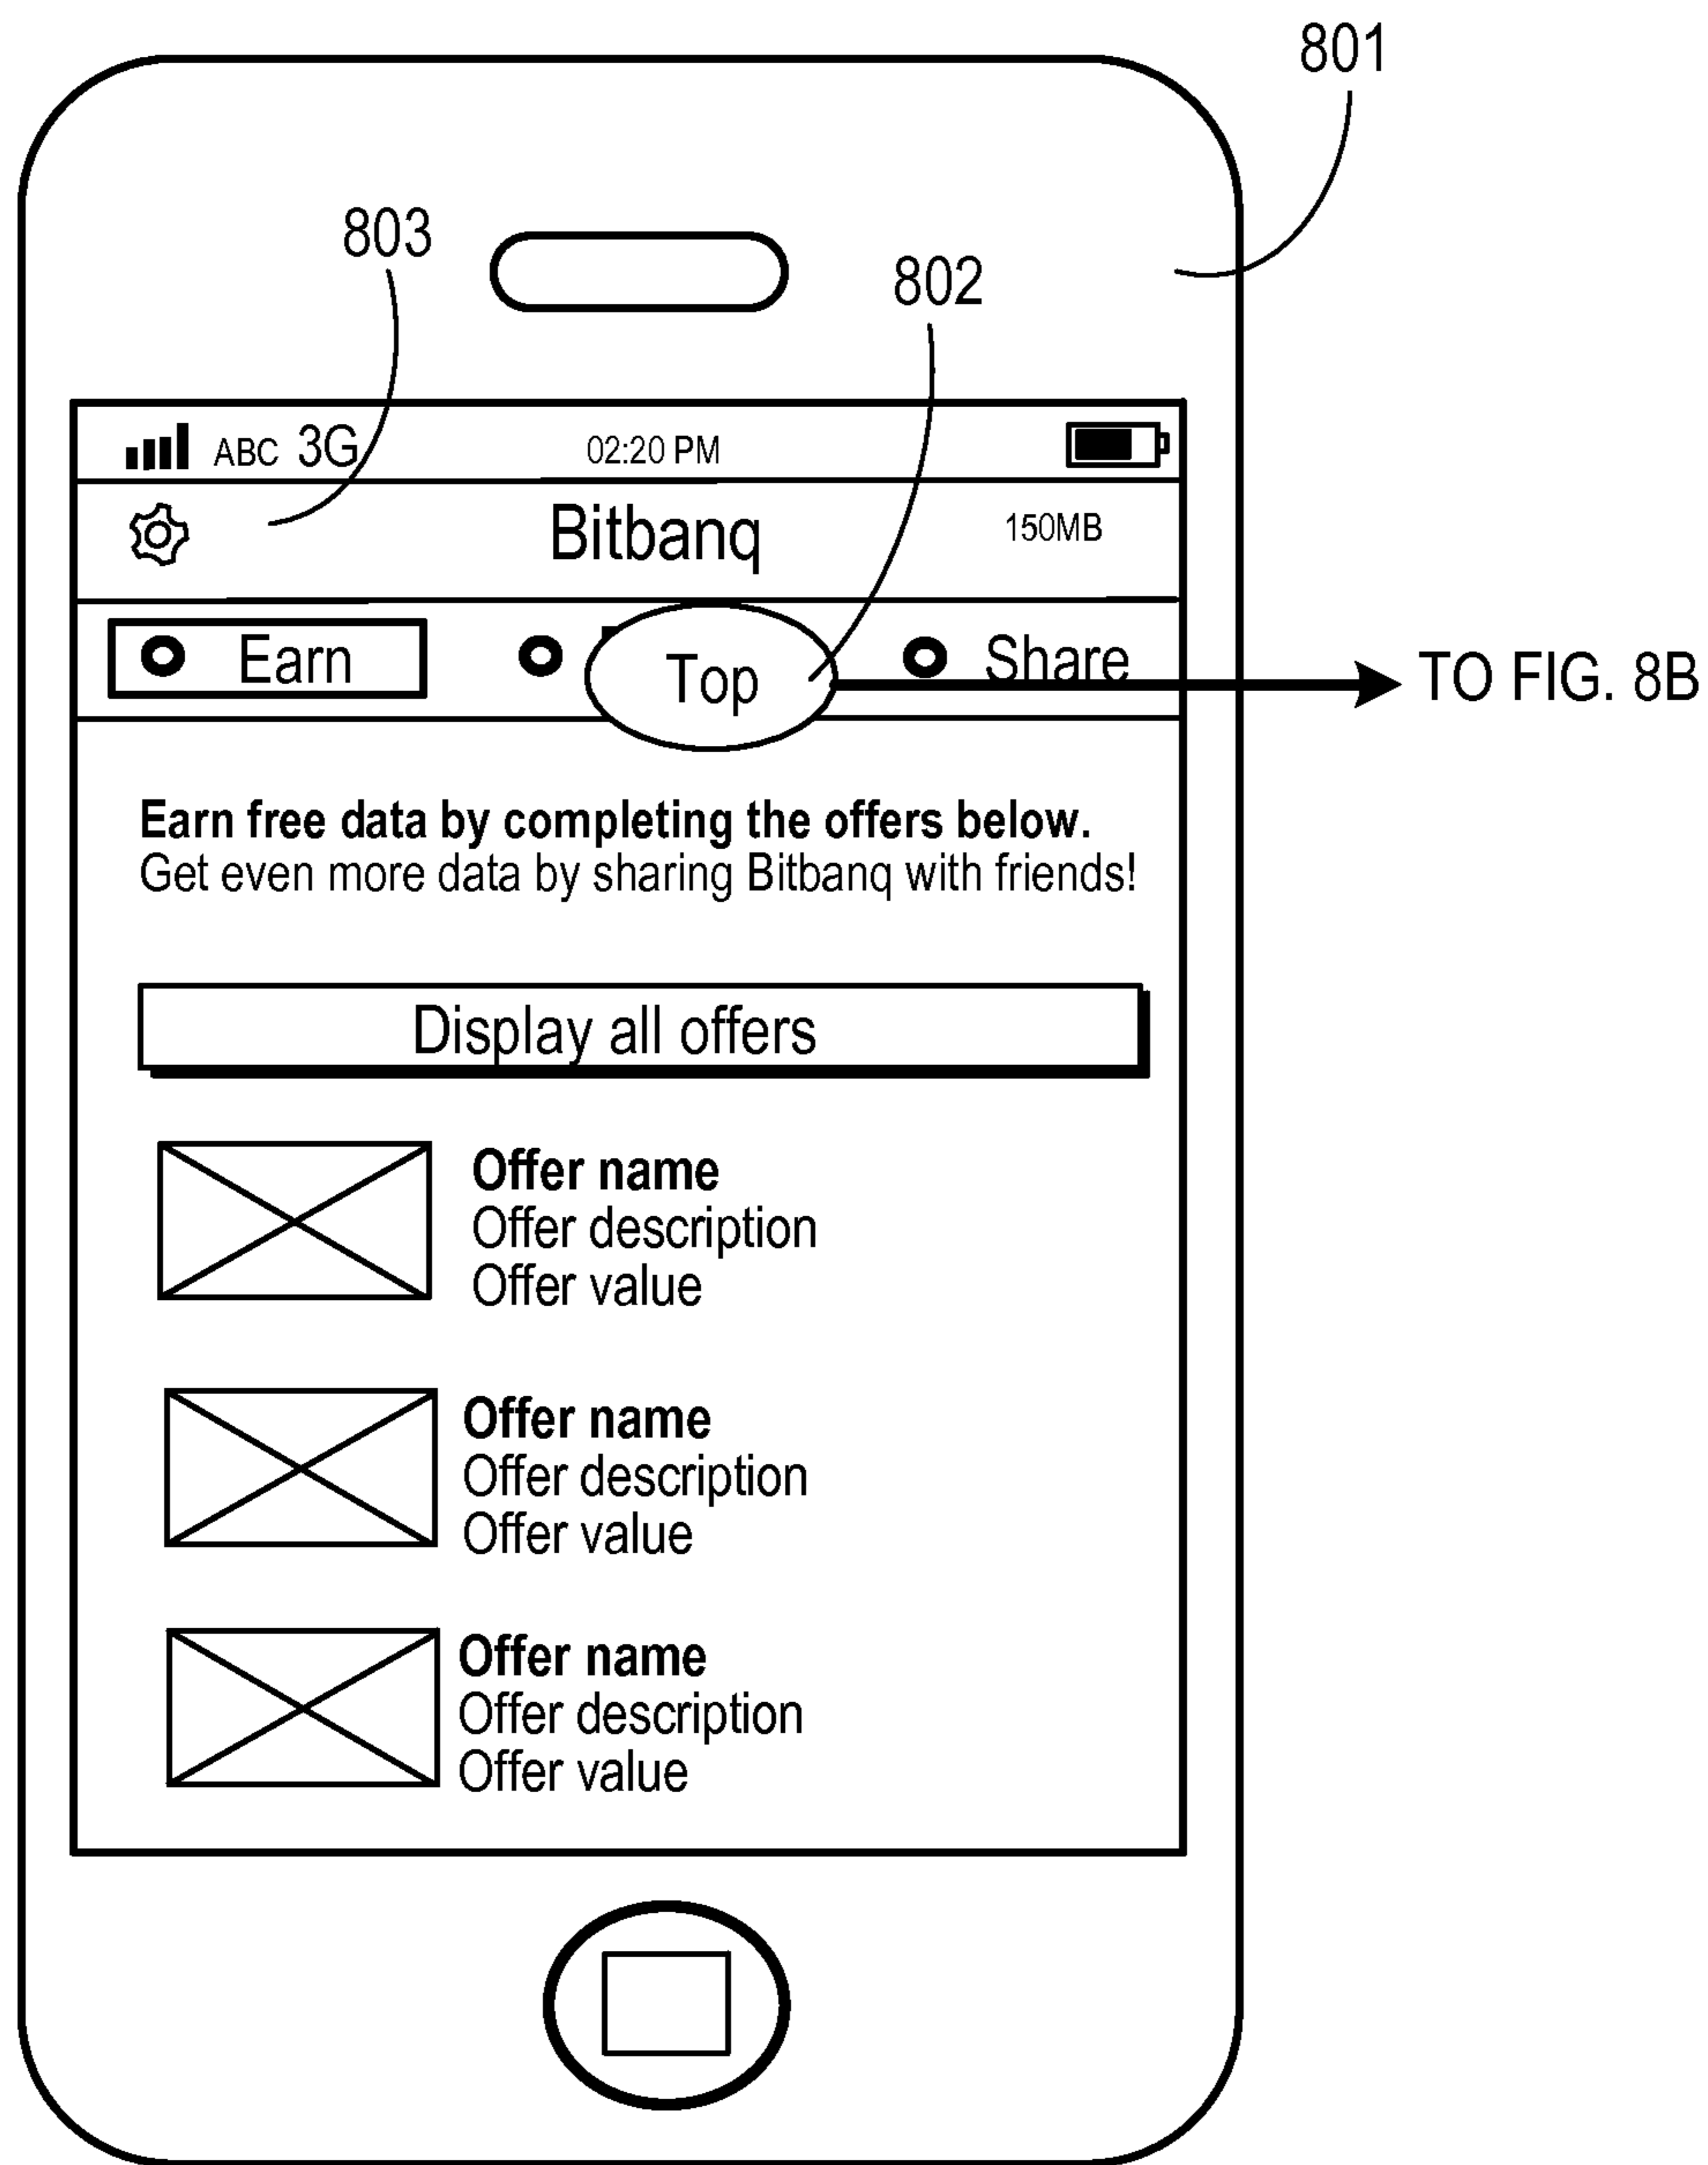 801
803
802
ABC 3G 02:20 PM
Bitbanq 150MB
Earn Top Share
TO FIG. 8B
Earn free data by completing the offers below.
Get even more data by sharing Bitbanq with friends!
Display all offers
Offer name
Offer description
Offer value
Offer name
Offer description
Offer value
Offer name
Offer description
Offer value